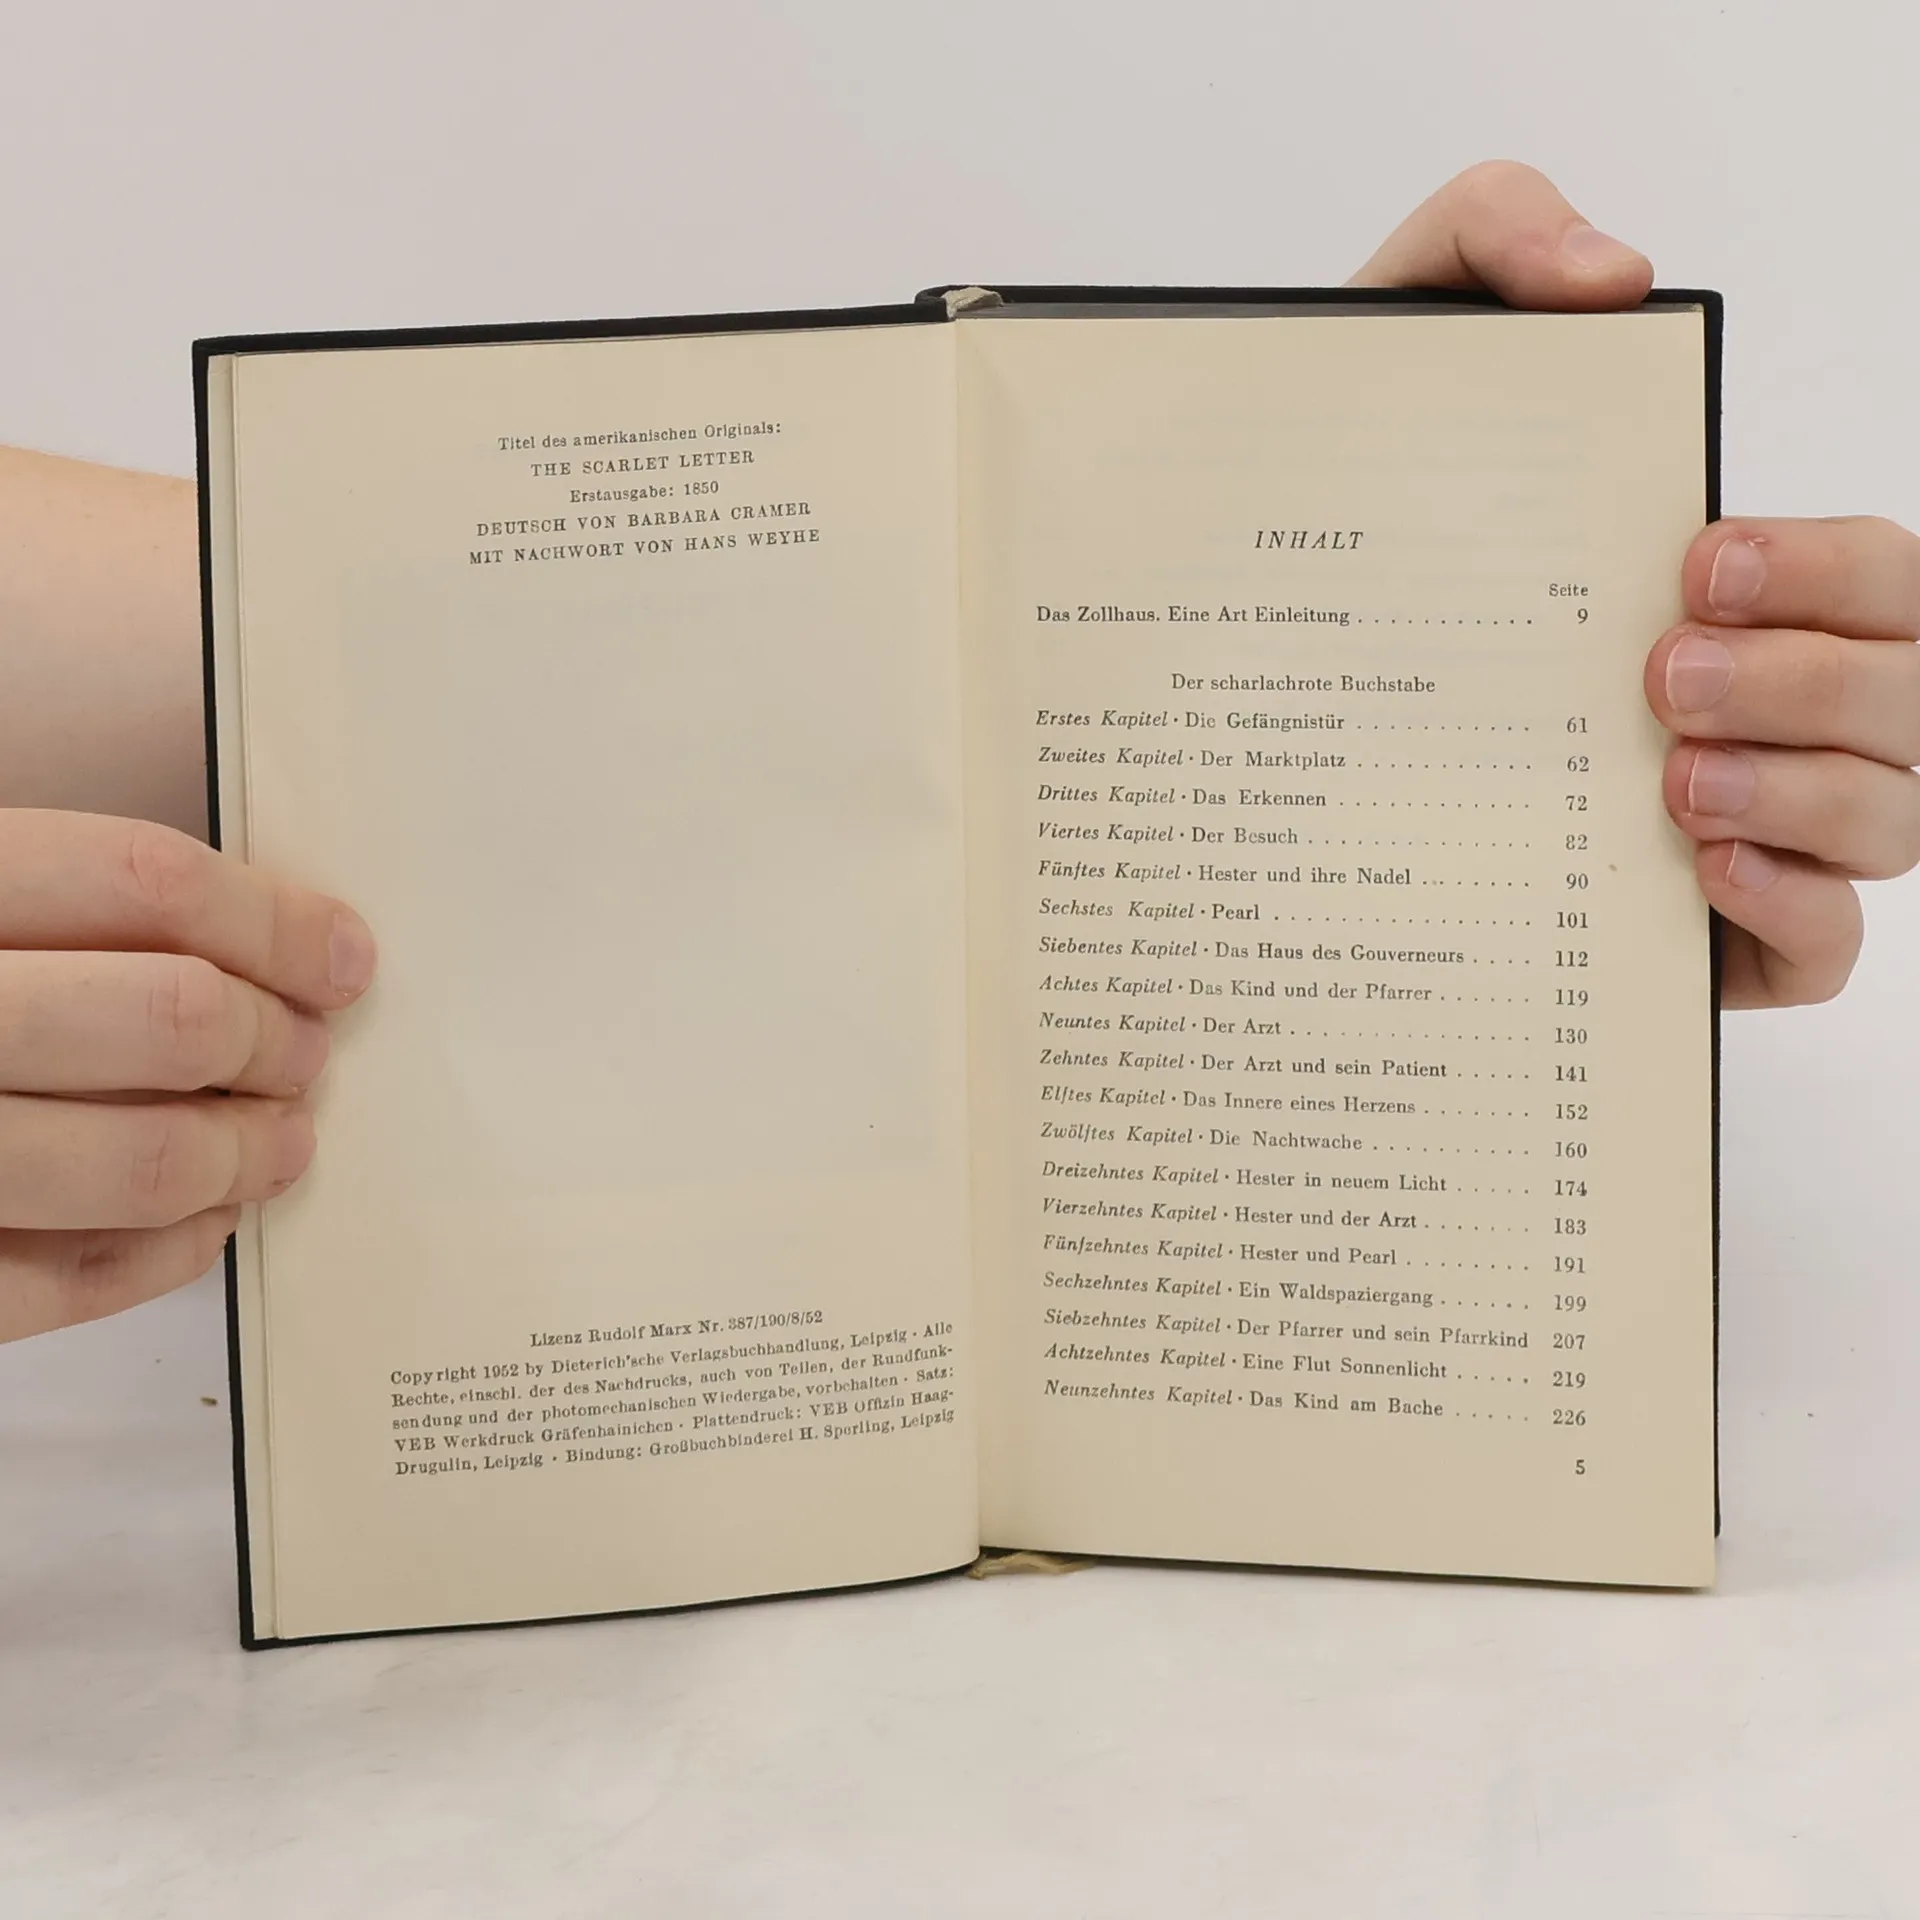 Titel des amerikanischen Originals:
THE SCARLET LETTER
Erstausgabe: 1850
DEUTSCH VON BARBARA CRAMER
MIT NACHWORT VON HANS WEYHE
Lizenz Rudolf Marx Nr. 387/190/8/52
Copyright 1952 by Dieterich'sche Verlagsbuchhandlung, Leipzig · Alle
Rechte, einschl. der des Nachdrucks, auch von Teilen, der Rundfunk-
sendung und der photomechanischen Wiedergabe, vorbehalten · Satz:
VEB Werkdruck Gräfenhainichen · Plattendruck: VEB Offizin Haag-
Drugulin, Leipzig · Bindung: Großbuchbinderei H. Sperling, Leipzig
INHALT
Seite
Das Zollhaus. Eine Art Einleitung . . . . . . . . . . . 9
Der scharlachrote Buchstabe
Erstes Kapitel · Die Gefängnistür . . . . . . . . . . . 61
Zweites Kapitel · Der Marktplatz . . . . . . . . . . . 62
Drittes Kapitel · Das Erkennen . . . . . . . . . . . . 72
Viertes Kapitel · Der Besuch . . . . . . . . . . . . . 82
Fünftes Kapitel · Hester und ihre Nadel . . . . . . . . 90
Sechstes Kapitel · Pearl . . . . . . . . . . . . . . . . 101
Siebentes Kapitel · Das Haus des Gouverneurs . . . . 112
Achtes Kapitel · Das Kind und der Pfarrer . . . . . . 119
Neuntes Kapitel · Der Arzt . . . . . . . . . . . . . . 130
Zehntes Kapitel · Der Arzt und sein Patient . . . . . 141
Elftes Kapitel · Das Innere eines Herzens . . . . . . . 152
Zwölftes Kapitel · Die Nachtwache . . . . . . . . . . 160
Dreizehntes Kapitel · Hester in neuem Licht . . . . . 174
Vierzehntes Kapitel · Hester und der Arzt . . . . . . . 183
Fünfzehntes Kapitel · Hester und Pearl . . . . . . . . 191
Sechzehntes Kapitel · Ein Waldspaziergang . . . . . . 199
Siebzehntes Kapitel · Der Pfarrer und sein Pfarrkind 207
Achtzehntes Kapitel · Eine Flut Sonnenlicht . . . . . 219
Neunzehntes Kapitel · Das Kind am Bache . . . . . 226
5